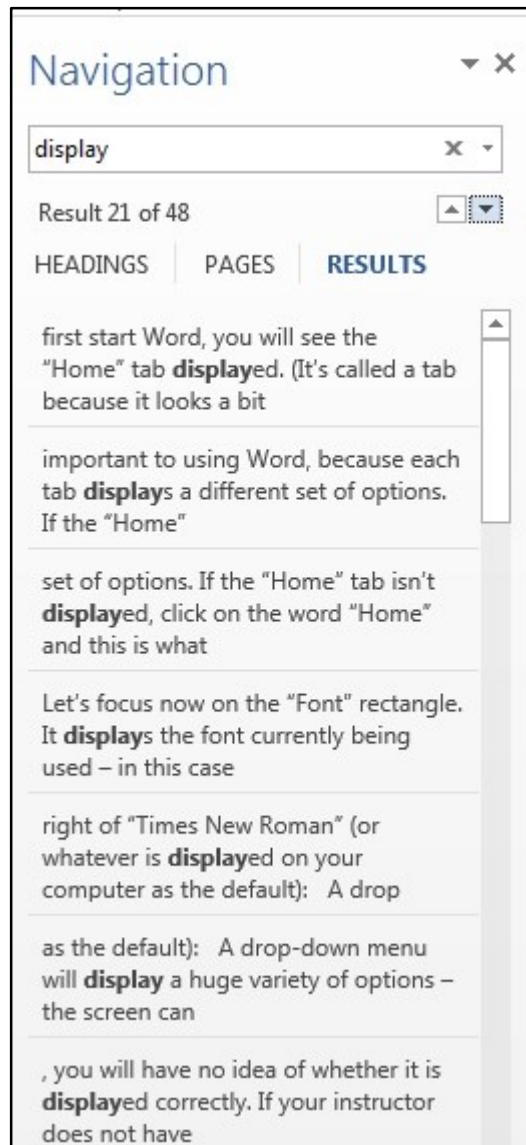 Navigation
display
Result 21 of 48
HEADINGS PAGES RESULTS
first start Word, you will see the
“Home” tab displayed. (It's called a tab
because it looks a bit
important to using Word, because each
tab displays a different set of options.
If the “Home”
set of options. If the “Home” tab isn't
displayed, click on the word “Home”
and this is what
Let's focus now on the “Font” rectangle.
It displays the font currently being
used – in this case
right of “Times New Roman” (or
whatever is displayed on your
computer as the default):   A drop
as the default):   A drop-down menu
will display a huge variety of options –
the screen can
, you will have no idea of whether it is
displayed correctly. If your instructor
does not have